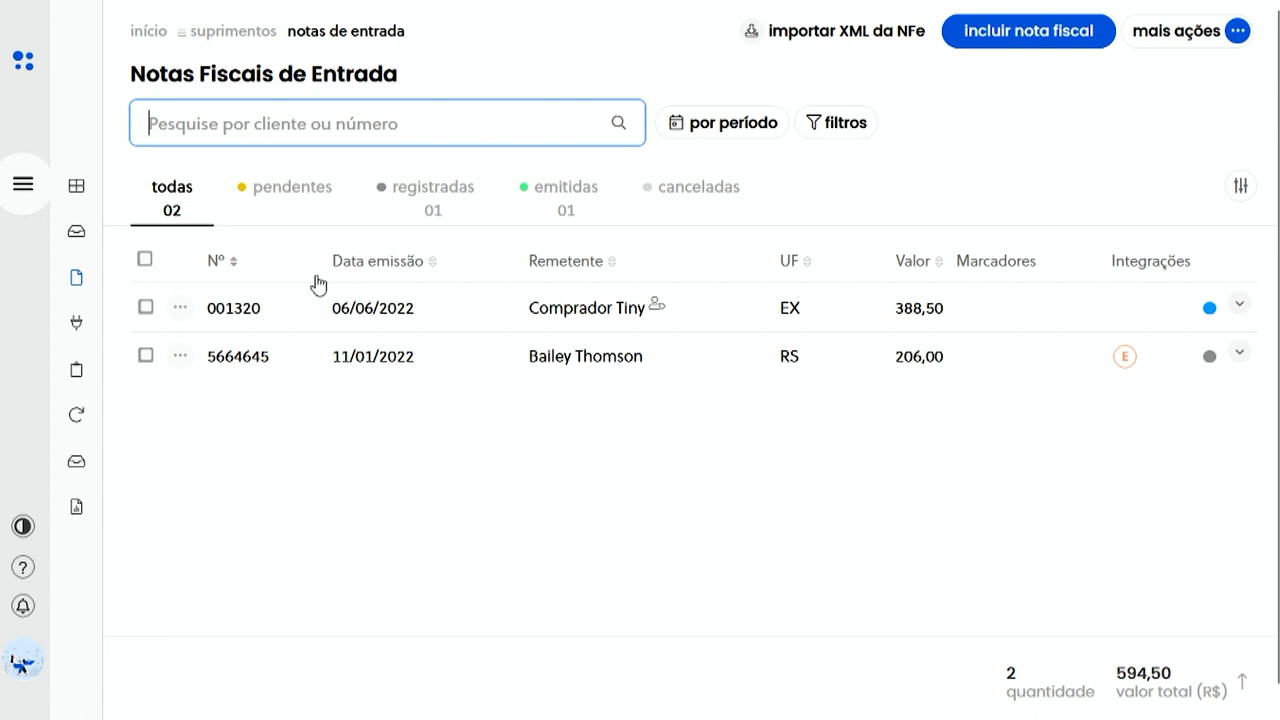 início suprimentos notas de entrada
importar XML da NFe
incluir nota fiscal
mais ações
Notas Fiscais de Entrada
Pesquise por cliente ou número
por período
filtros
todas
02
pendentes
registradas
01
emitidas
01
canceladas
Nº Data emissão Remetente UF Valor Marcadores Integrações
001320 06/06/2022 Comprador Tiny EX 388,50
5664645 11/01/2022 Bailey Thomson RS 206,00 E
?
2 594,50
quantidade valor total (R$)